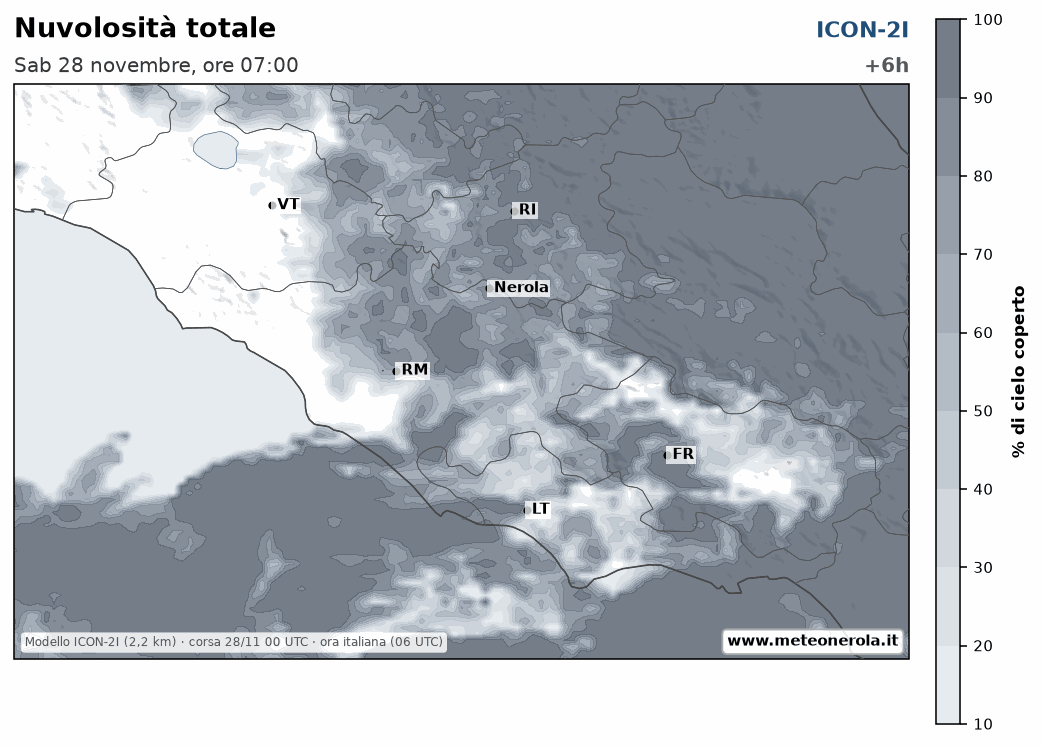 Nuvolosità totale
ICON-2I
Sab 28 novembre, ore 07:00
+6h
VT
RI
Nerola
RM
FR
LT
Modello ICON-2I (2,2 km) · corsa 28/11 00 UTC · ora italiana (06 UTC)
www.meteonerola.it
100
90
80
70
60
50
40
30
20
10
% di cielo coperto